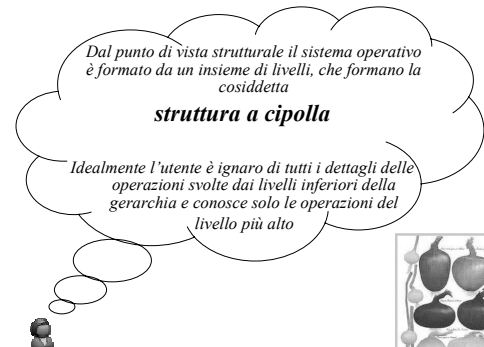 Dal punto di vista strutturale il sistema operativo
è formato da un insieme di livelli, che formano la
cosiddetta
struttura a cipolla
Idealmente l'utente è ignaro di tutti i dettagli delle
operazioni svolte dai livelli inferiori della
gerarchia e conosce solo le operazioni del
livello più alto